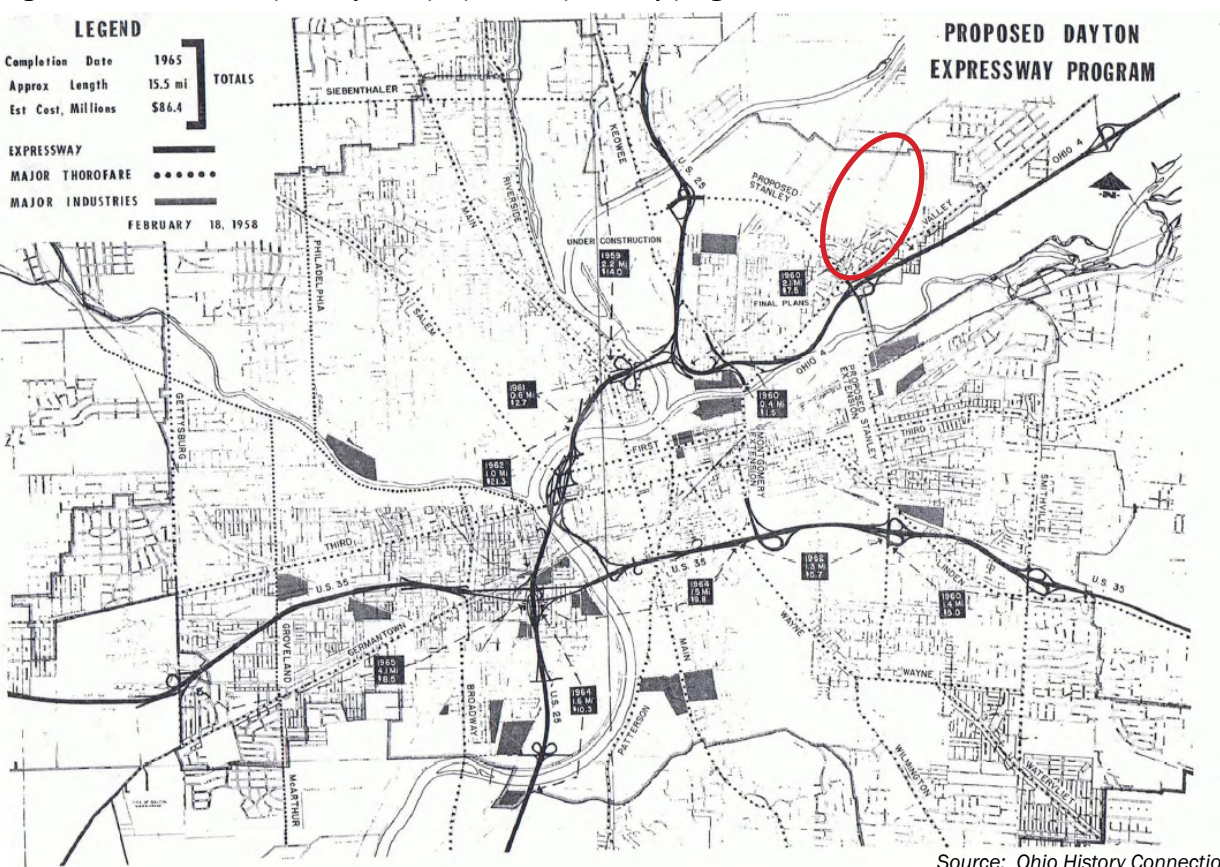 LEGEND
Completion Date 1965
Approx Length 15.5 mi
Est Cost, Millions $86.4
TOTALS
EXPRESSWAY
MAJOR THOROFARE
MAJOR INDUSTRIES
FEBRUARY 18, 1958
PROPOSED DAYTON
EXPRESSWAY PROGRAM
SIEBENTHALER
KEOWEE
U.S. 25
OHIO 4
-N-
PROPOSED
STANLEY
VALLEY
RIVERSIDE
MAIN
PHILADELPHIA
UNDER CONSTRUCTION
1959
2.2 Mi
$14.0
1960
2.1 Mi
$7.5
FINAL PLANS
SALEM
OHIO 4
1961
0.6 Mi
$2.7
1960
0.4 Mi
$1.5
PROPOSED
EXTENSION STANLEY
GETTYSBURG
FIRST
THIRD
MONTGOMERY
EXTENSION
1962
1.0 Mi
$21.3
SMITHVILLE
THIRD
U.S. 35
U.S. 35
1962
1.3 Mi
$5.7
LINDEN
U.S. 35
1964
1.5 Mi
$9.8
1960
1.4 Mi
$5.0
GROVELAND
GERMANTOWN
WAYNE
MAIN
1965
4.1 Mi
$8.5
WAYNE
BROADWAY
1964
1.6 Mi
$10.3
U.S. 25
PATTERSON
WILMINGTON
WATERVLIET
McARTHUR
Source: Ohio History Connectio